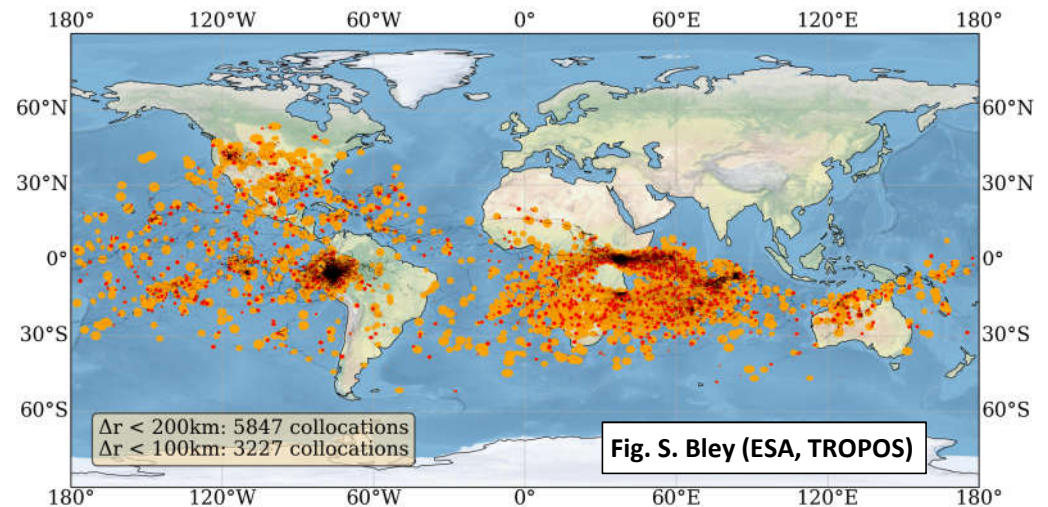 180° 120°W 60°W 0° 60°E 120°E 180°
60°N 60°N
30°N 30°N
0° 0°
30°S 30°S
60°S 60°S
Δr < 200km: 5847 collocations
Δr < 100km: 3227 collocations
Fig. S. Bley (ESA, TROPOS)
180° 120°W 60°W 0° 60°E 120°E 180°